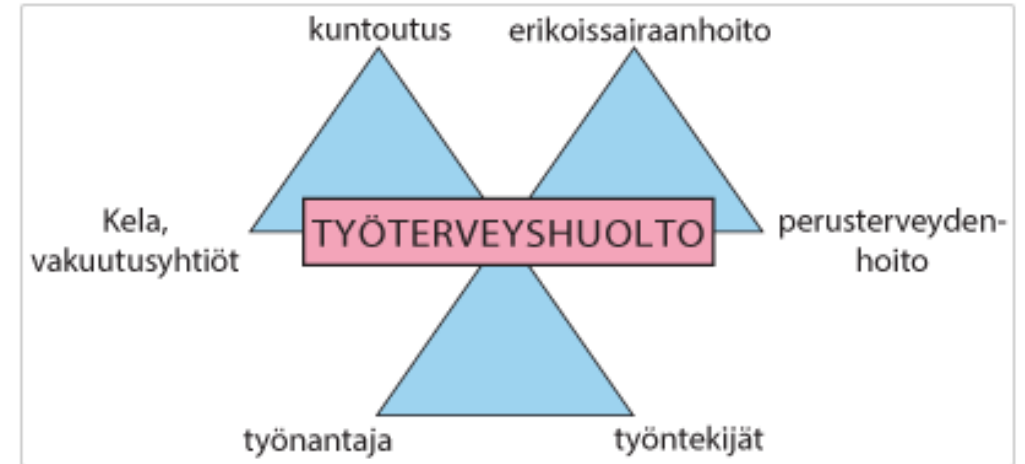 kuntoutus
erikoissairaanhoito
Kela,
vakuutusyhtiöt
TYÖTERVEYSHUOLTO
perusterveyden-
hoito
työnantaja
työntekijät